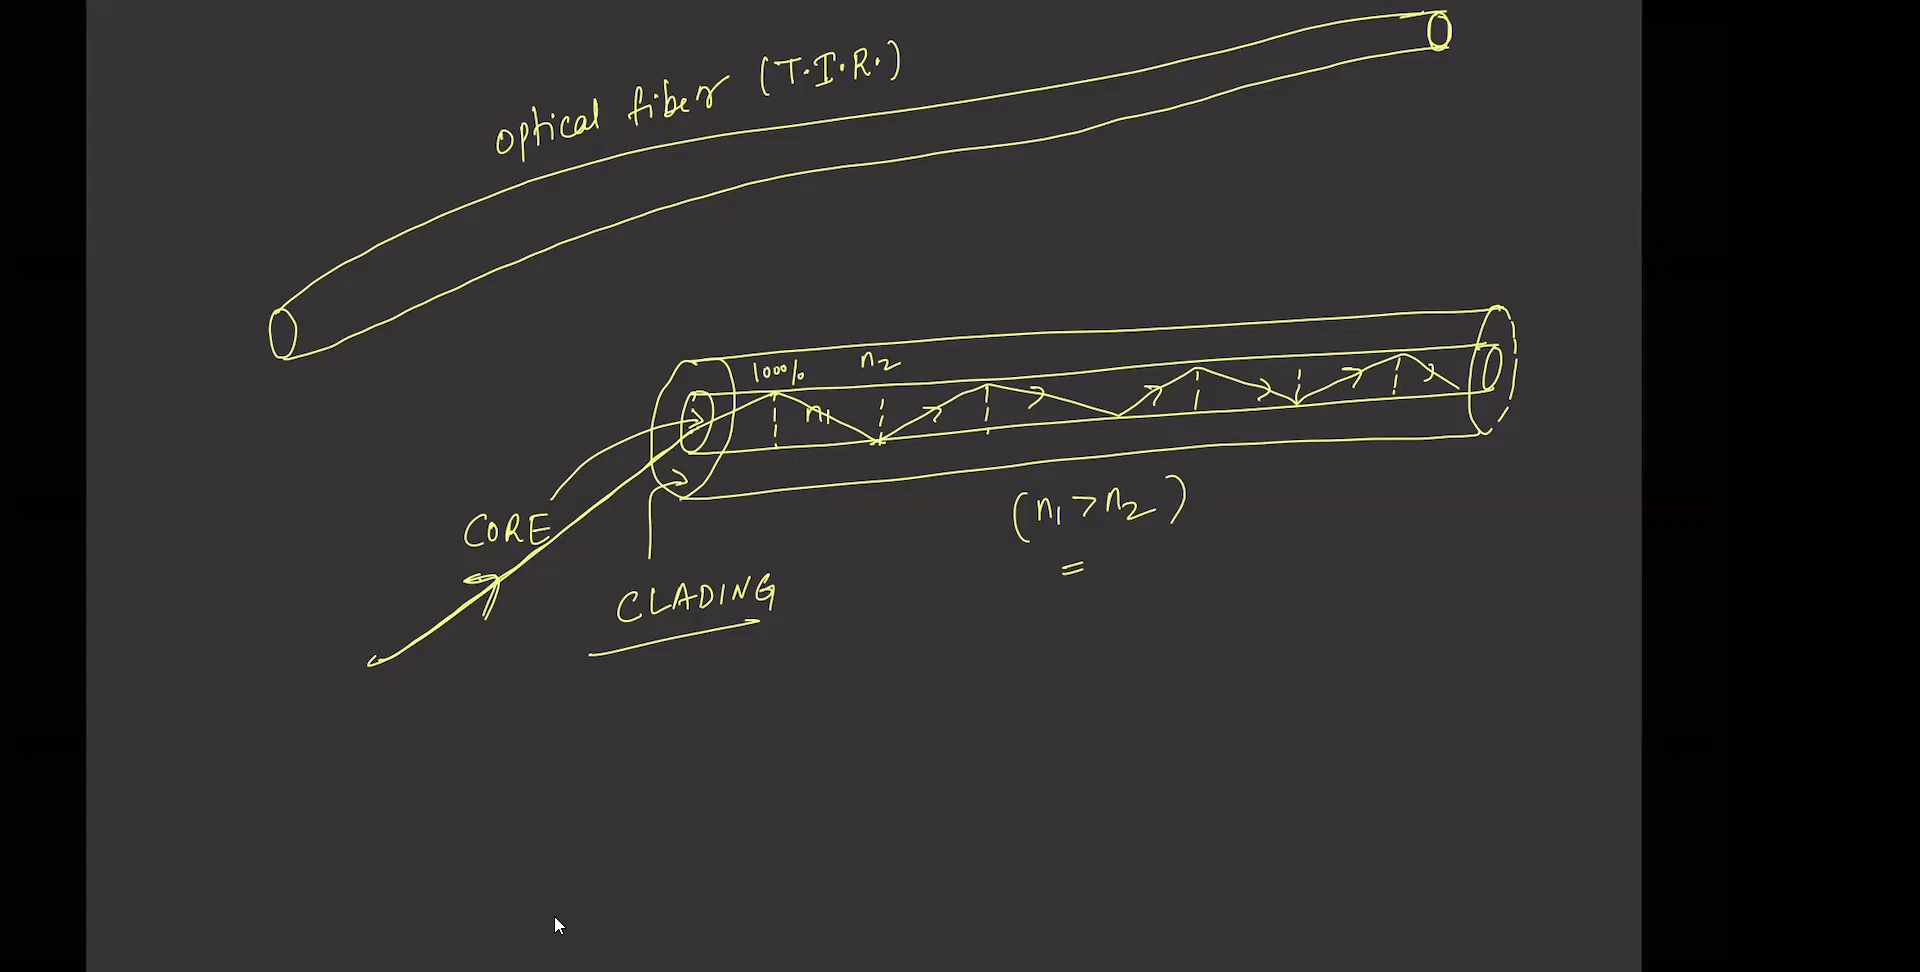 optical fiber (T.I.R.)
100% n2
n1
(n1 > n2)
=
CORE
CLADING